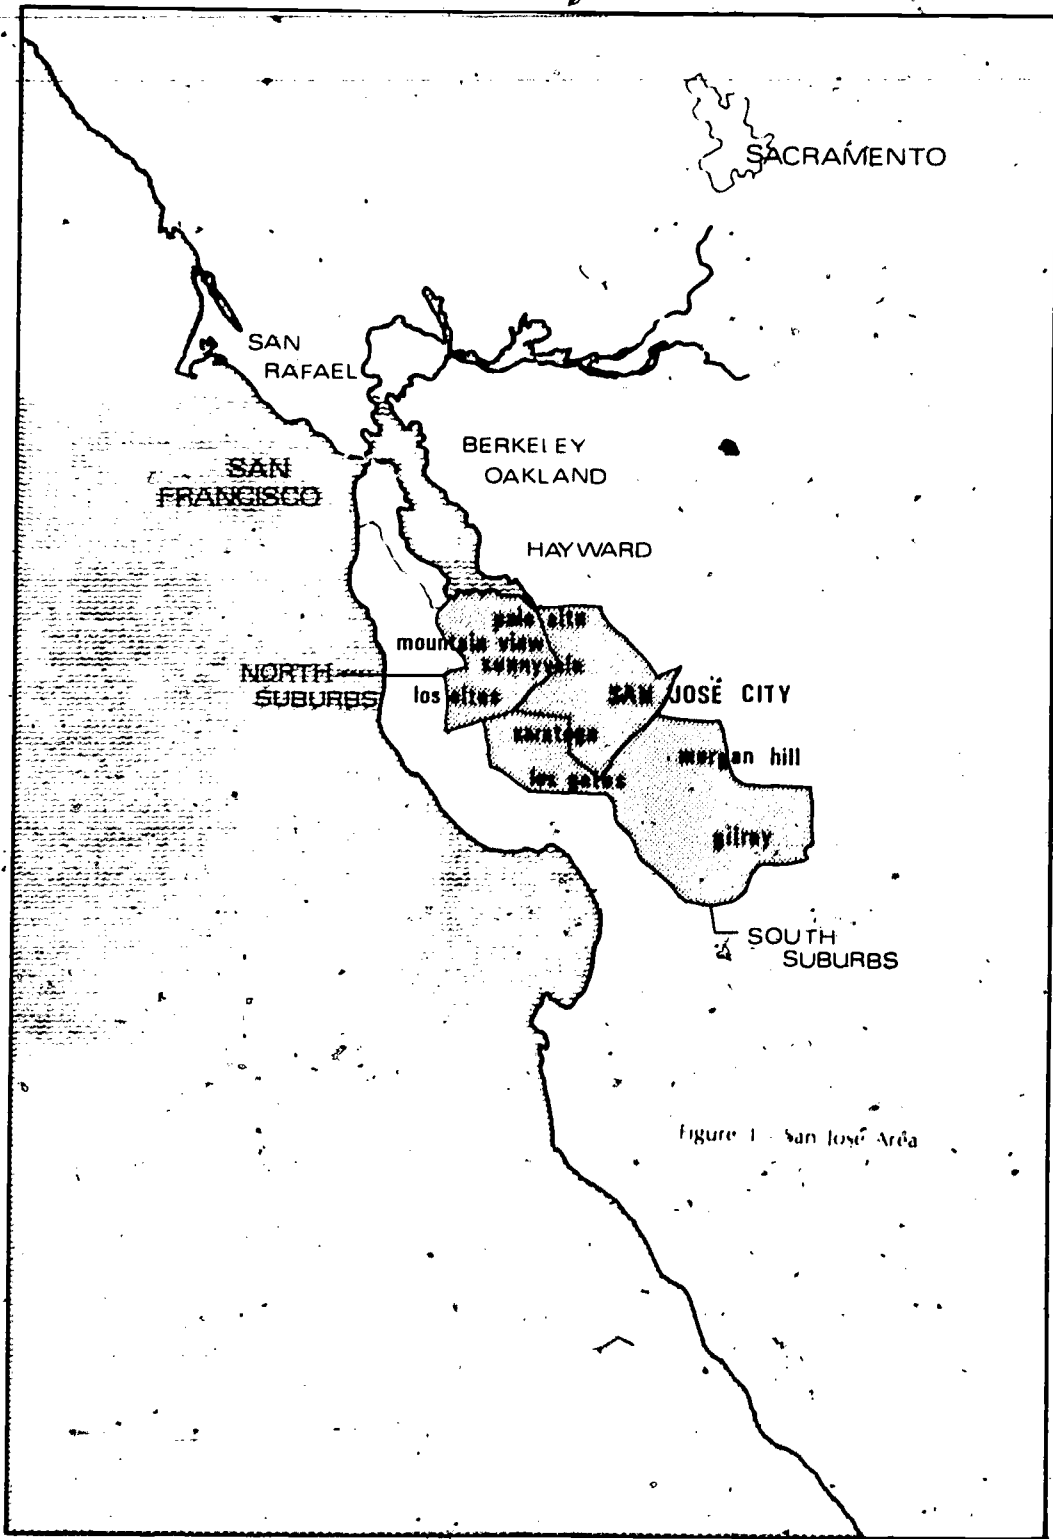 SACRAMENTO
SAN
RAFAEL
BERKELEY
OAKLAND
SAN
FRANCISCO
HAYWARD
palo alto
mountain view
sunnyvale
NORTH
SUBURBS
los altos
SAN JOSÉ CITY
saratoga
morgan hill
los gatos
gilroy
SOUTH
SUBURBS
Figure 1 - San José Area